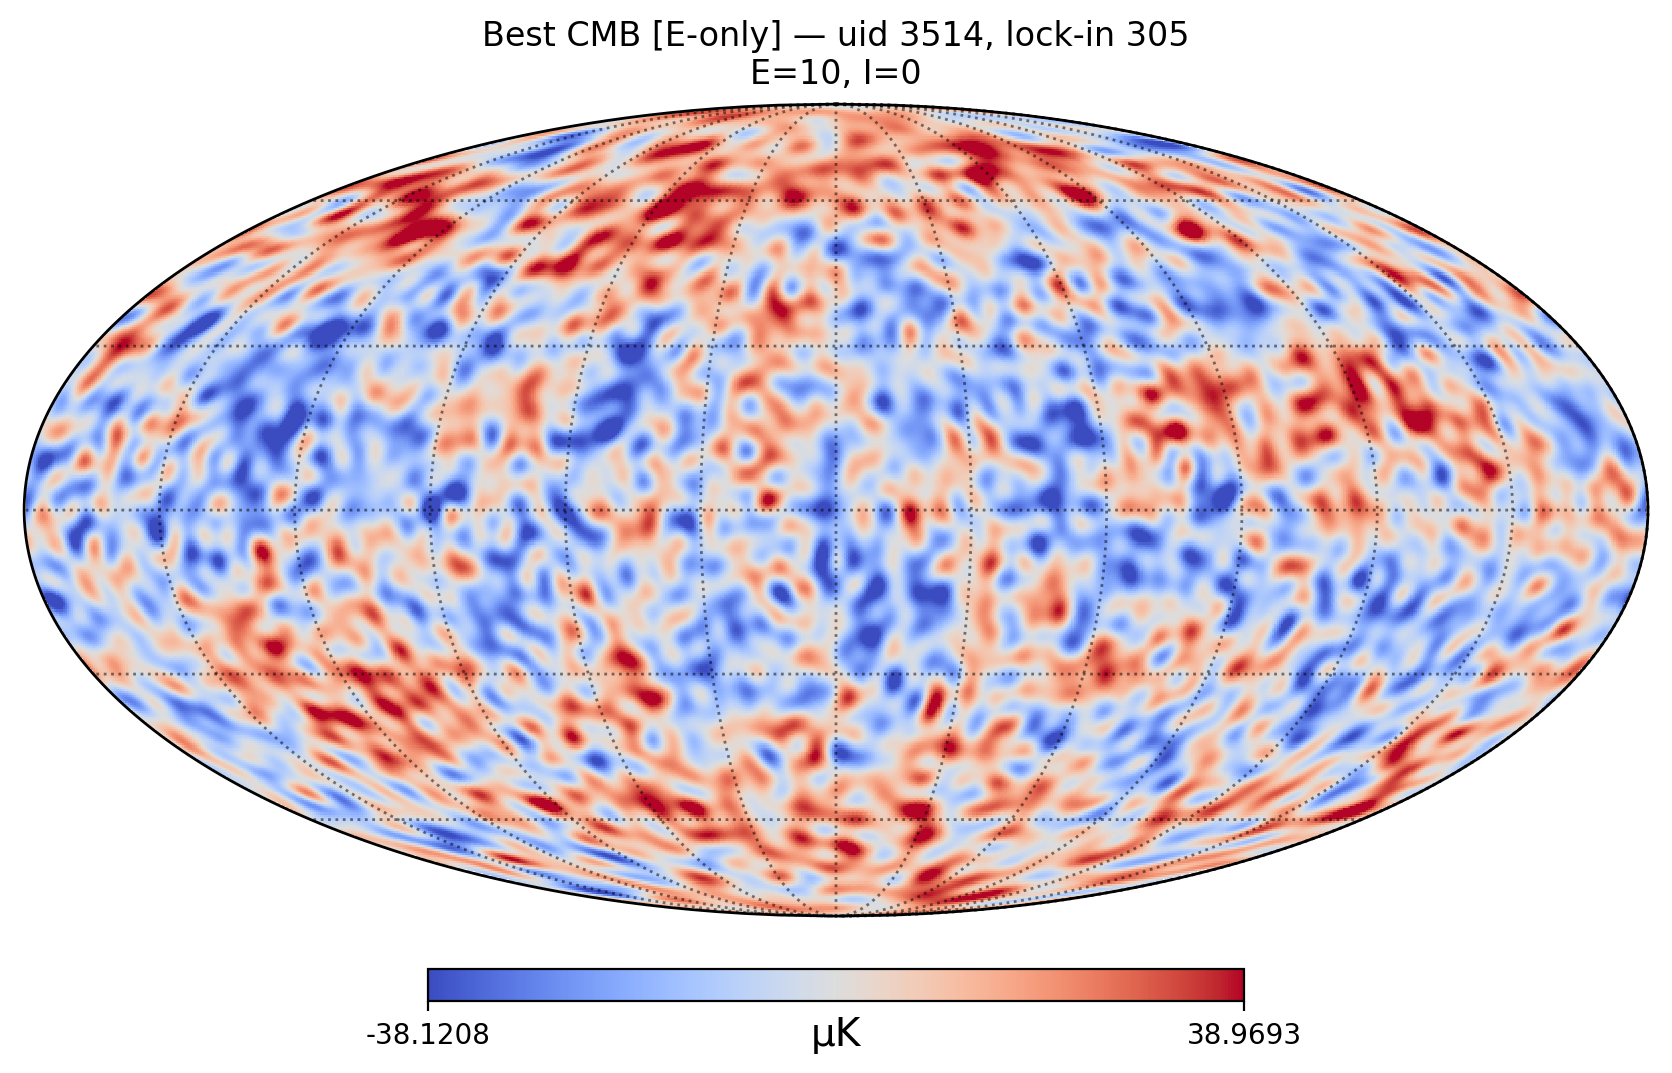 Best CMB [E-only] — uid 3514, lock-in 305
E=10, I=0
-38.1208
μK
38.9693